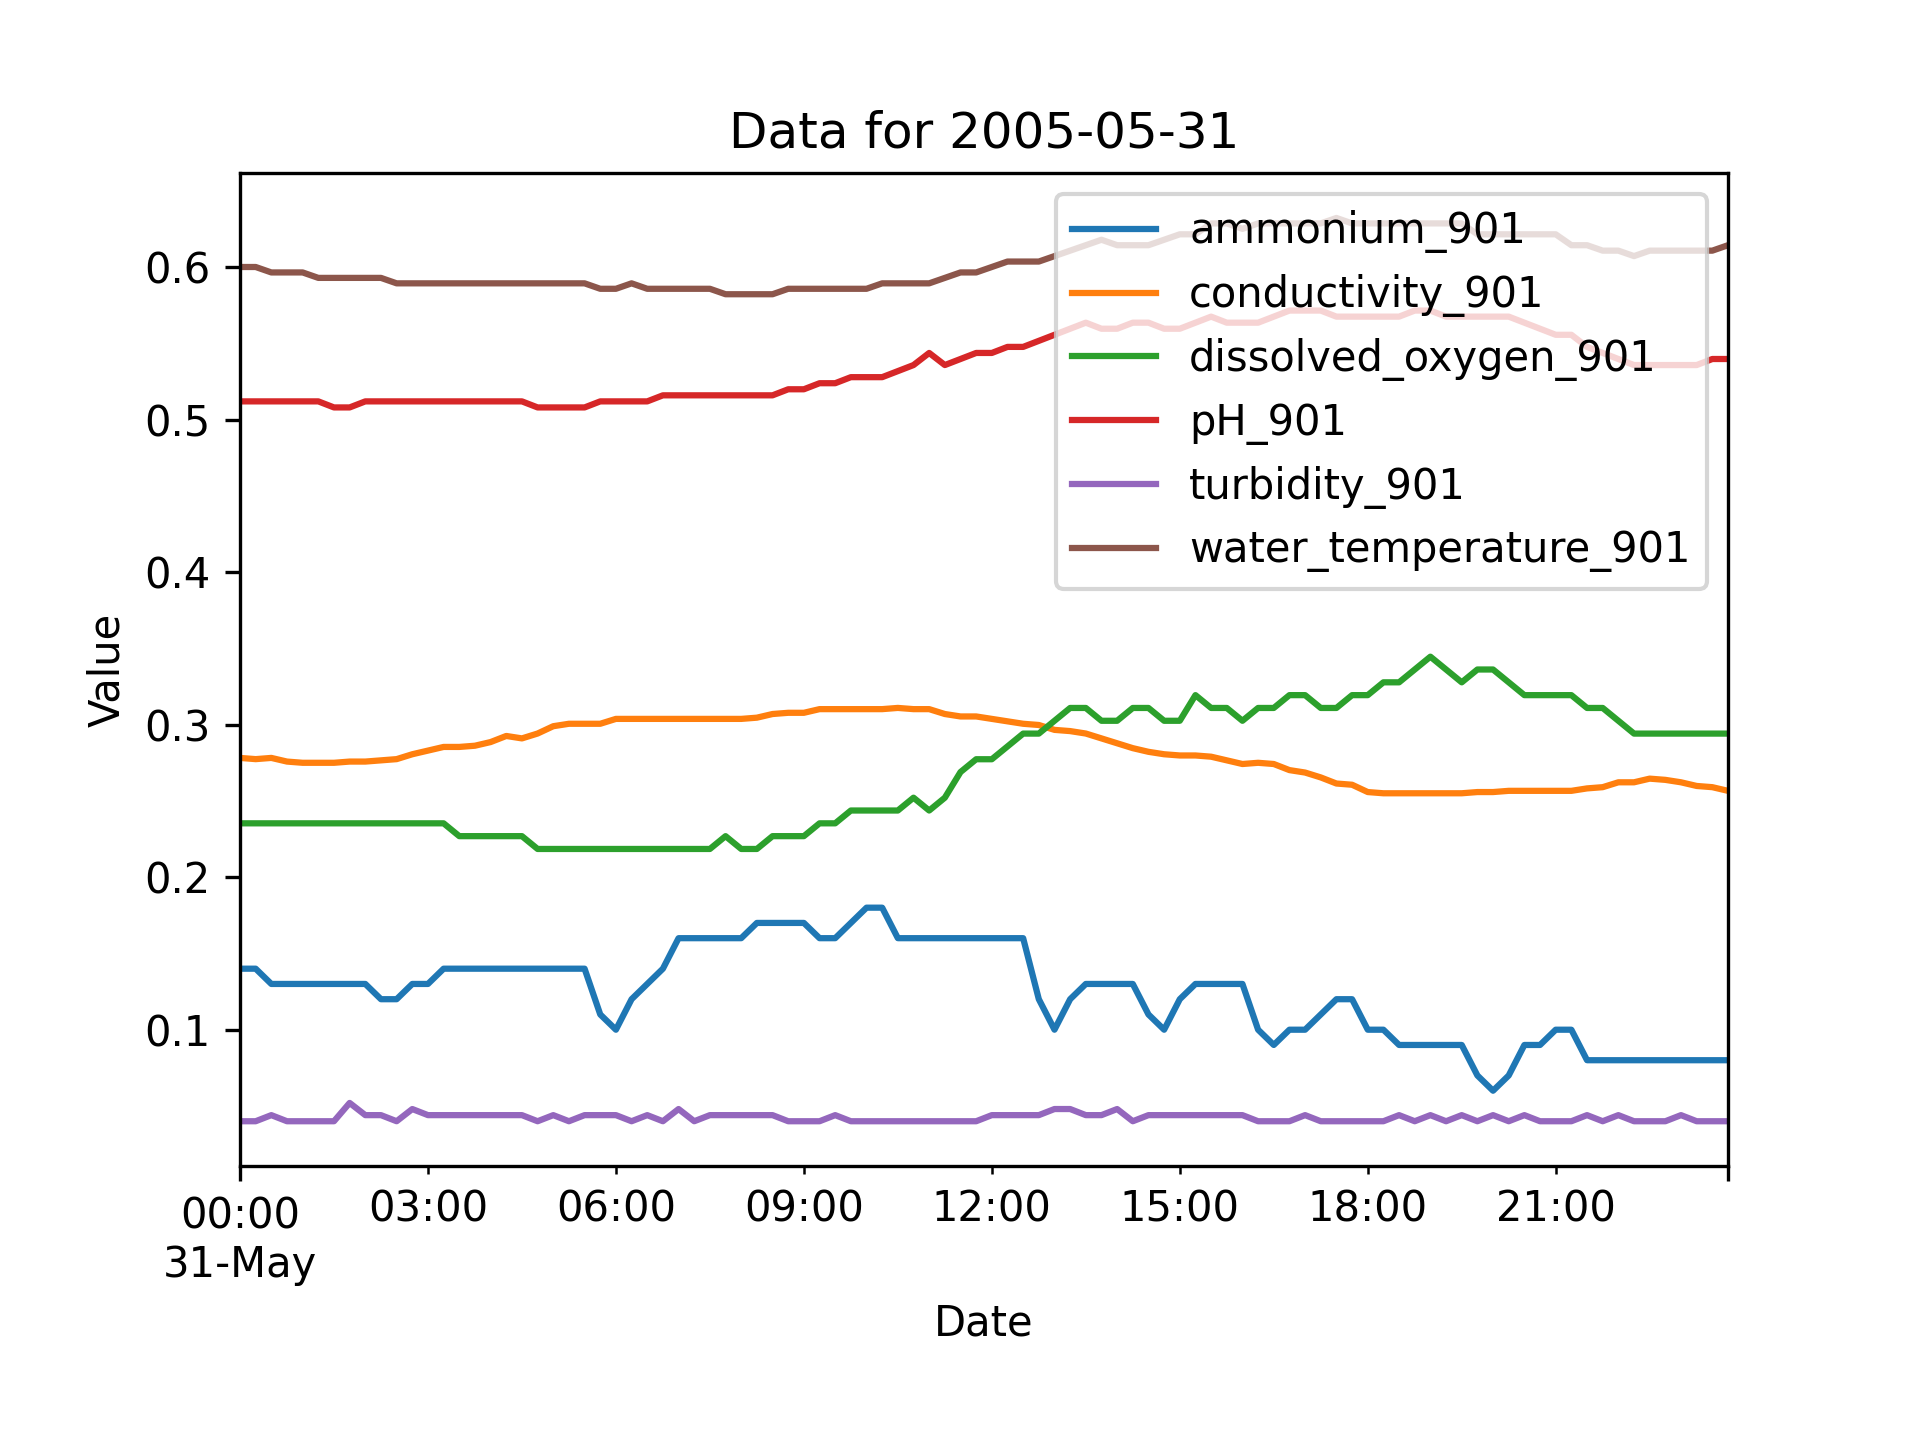 Data for 2005-05-31
ammonium_901
conductivity_901
dissolved_oxygen_901
pH_901
turbidity_901
water_temperature_901
0.6
0.5
0.4
0.3
0.2
0.1
Value
00:00 03:00 06:00 09:00 12:00 15:00 18:00 21:00
31-May
Date